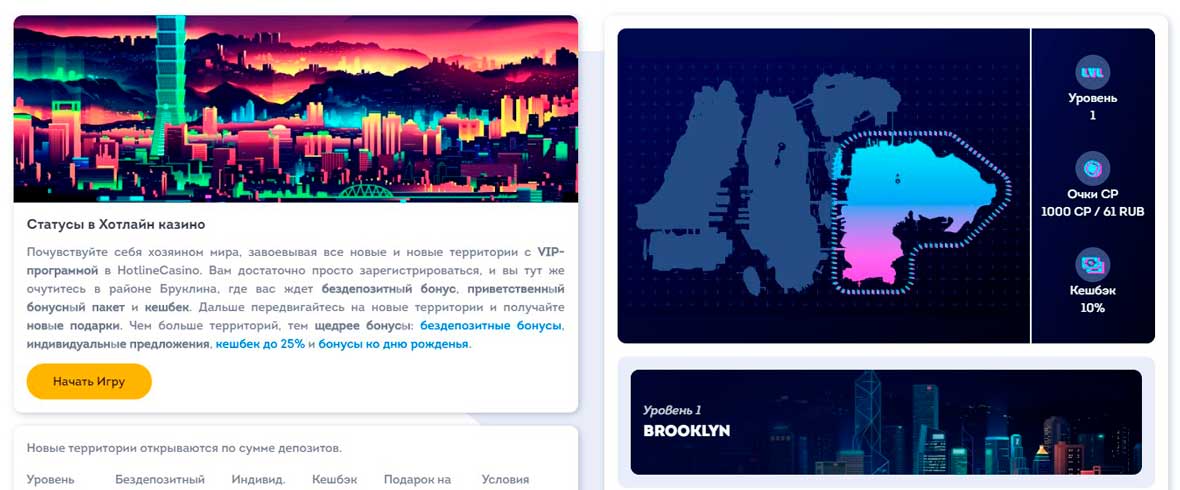 Статусы в Хотлайн казино
Почувствуйте себя хозяином мира, завоевывая все новые и новые территории с VIP-
программой в HotlineCasino. Вам достаточно просто зарегистрироваться, и вы тут же
очутитесь в районе Бруклина, где вас ждет бездепозитный бонус, приветственный
бонусный пакет и кешбэк. Дальше передвигайтесь на новые территории и получайте
новые подарки. Чем больше территорий, тем щедрее бонусы: бездепозитные бонусы,
индивидуальные предложения, кешбэк до 25% и бонусы ко дню рожденья.
Начать Игру
Новые территории открываются по сумме депозитов.
Уровень Бездепозитный Индивид. Кешбэк Подарок на Условия
LVL
Уровень
1
Очки CP
1000 CP / 61 RUB
Кешбэк
10%
Уровень 1
BROOKLYN